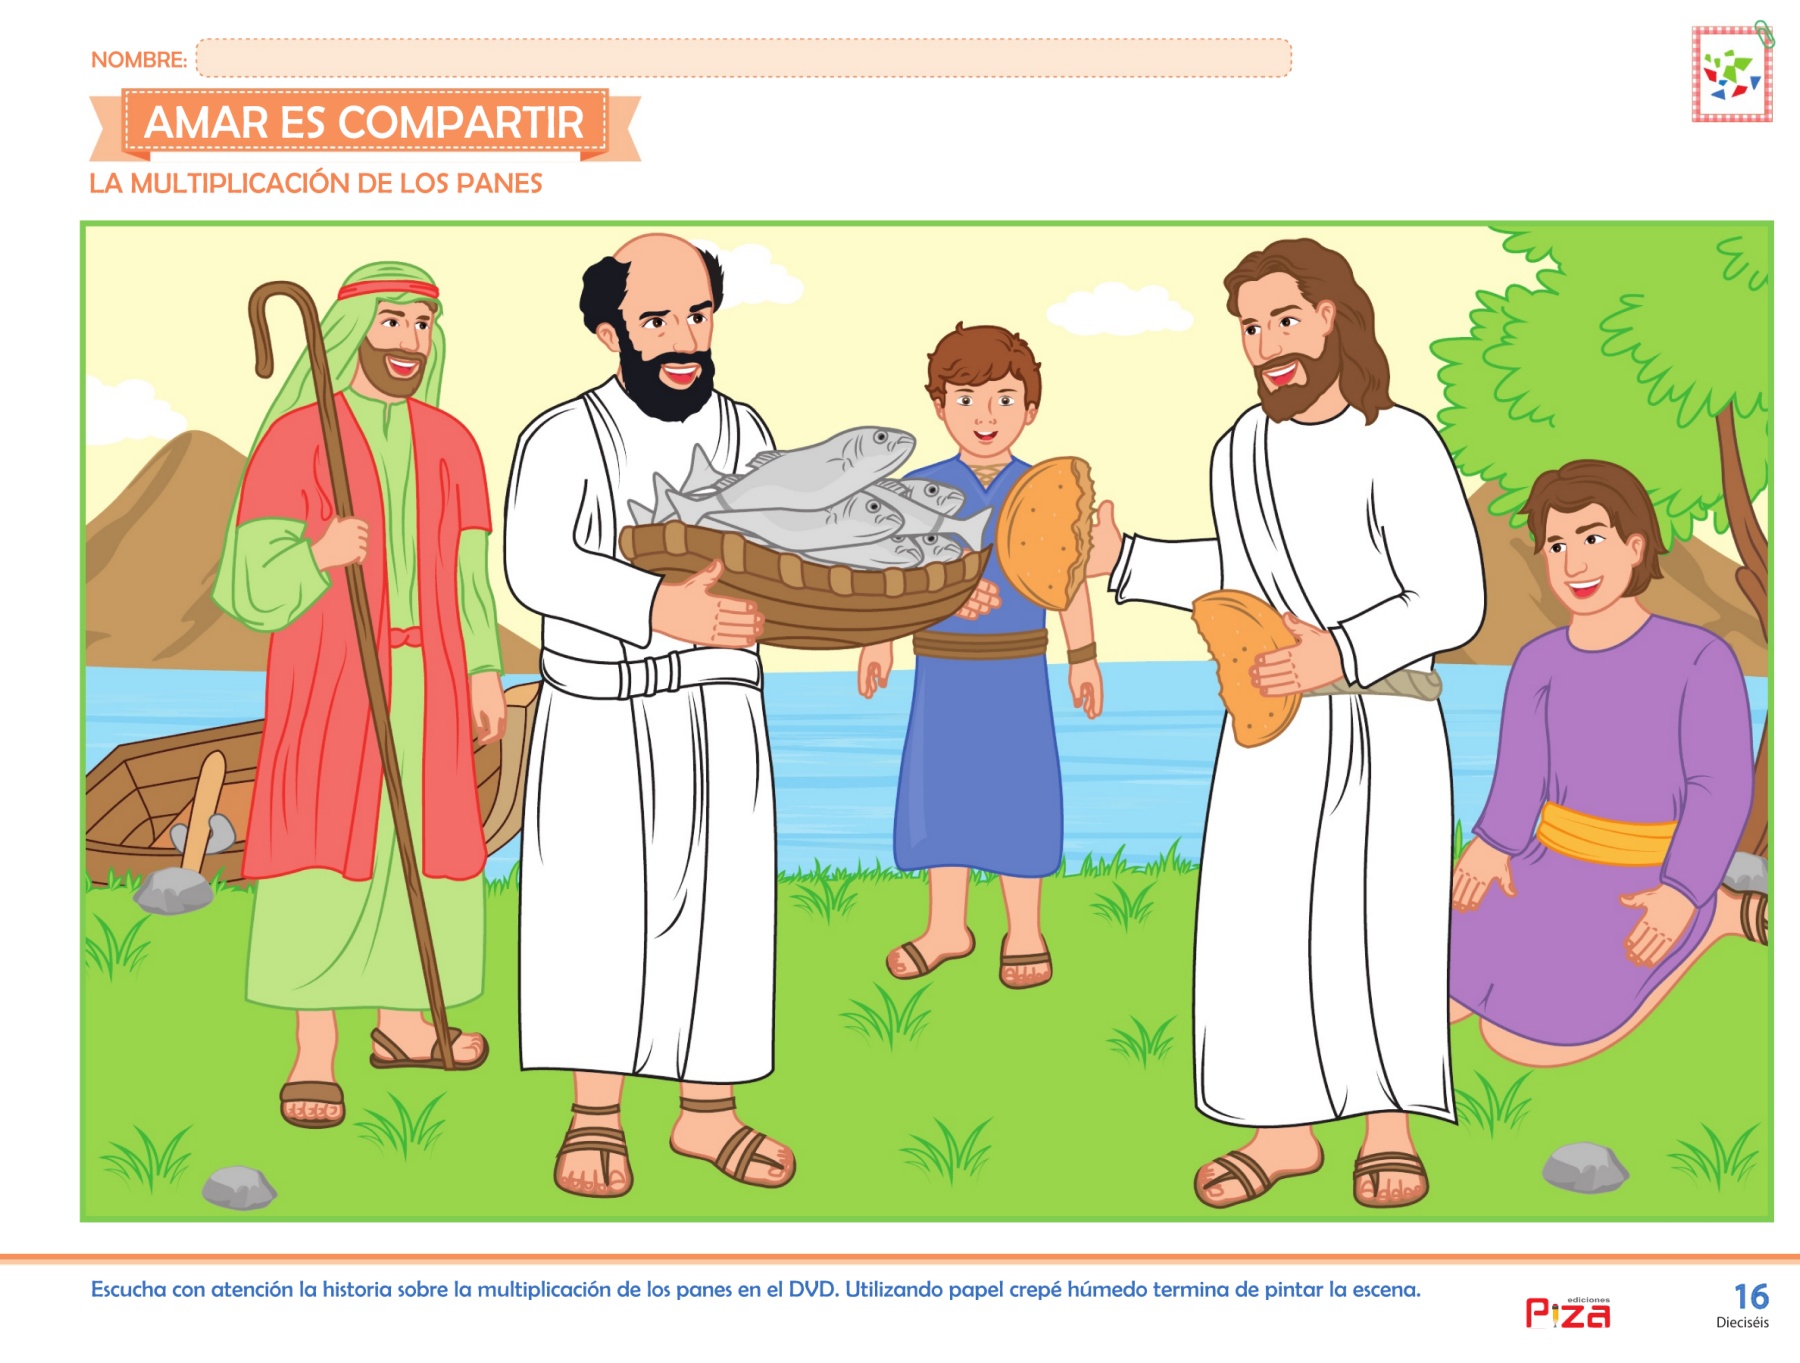 NOMBRE:
AMAR ES COMPARTIR
LA MULTIPLICACIÓN DE LOS PANES
Escucha con atención la historia sobre la multiplicación de los panes en el DVD. Utilizando papel crepé húmedo termina de pintar la escena.
ediciones
Piza
16
Dieciséis